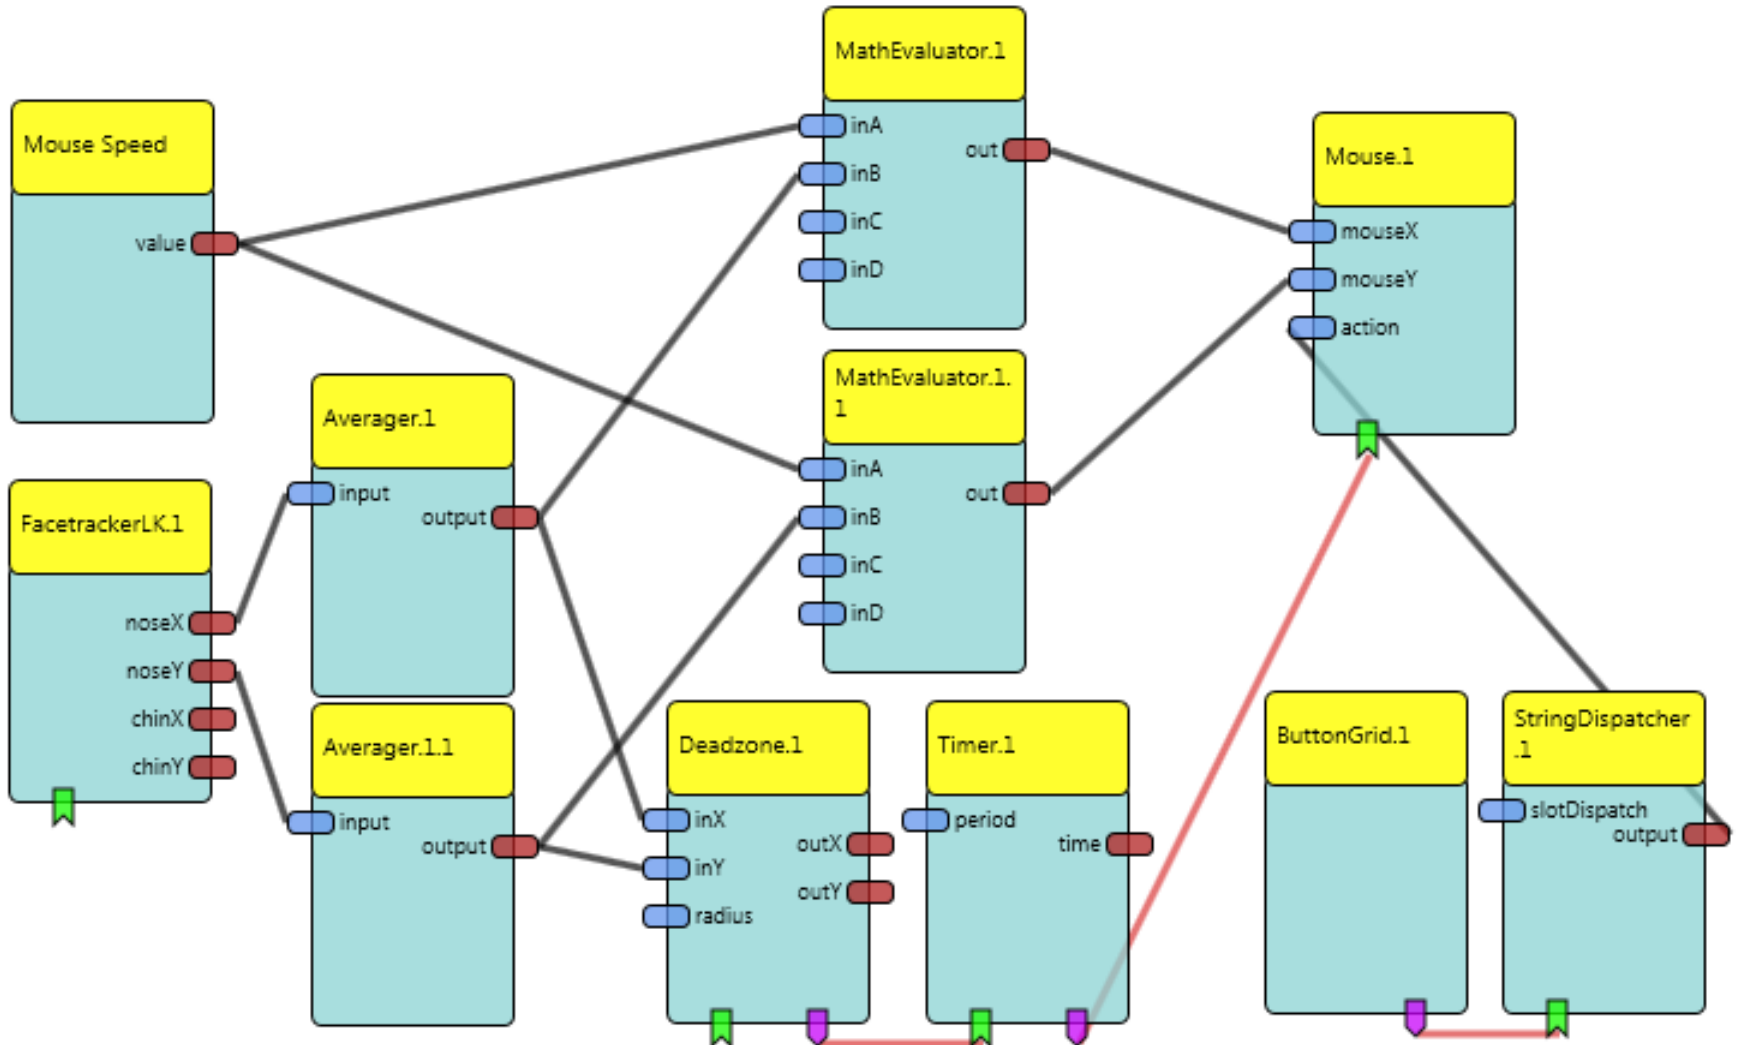 Mouse Speed
value
FacetrackerLK.1
noseX
noseY
chinX
chinY
Averager.1
input
output
Averager.1.1
input
output
MathEvaluator.1
inA
out
inB
inC
inD
MathEvaluator.1.
1
inA
out
inB
inC
inD
Deadzone.1
inX
outX
inY
outY
radius
Timer.1
period
time
Mouse.1
mouseX
mouseY
action
ButtonGrid.1
StringDispatcher
.1
slotDispatch
output